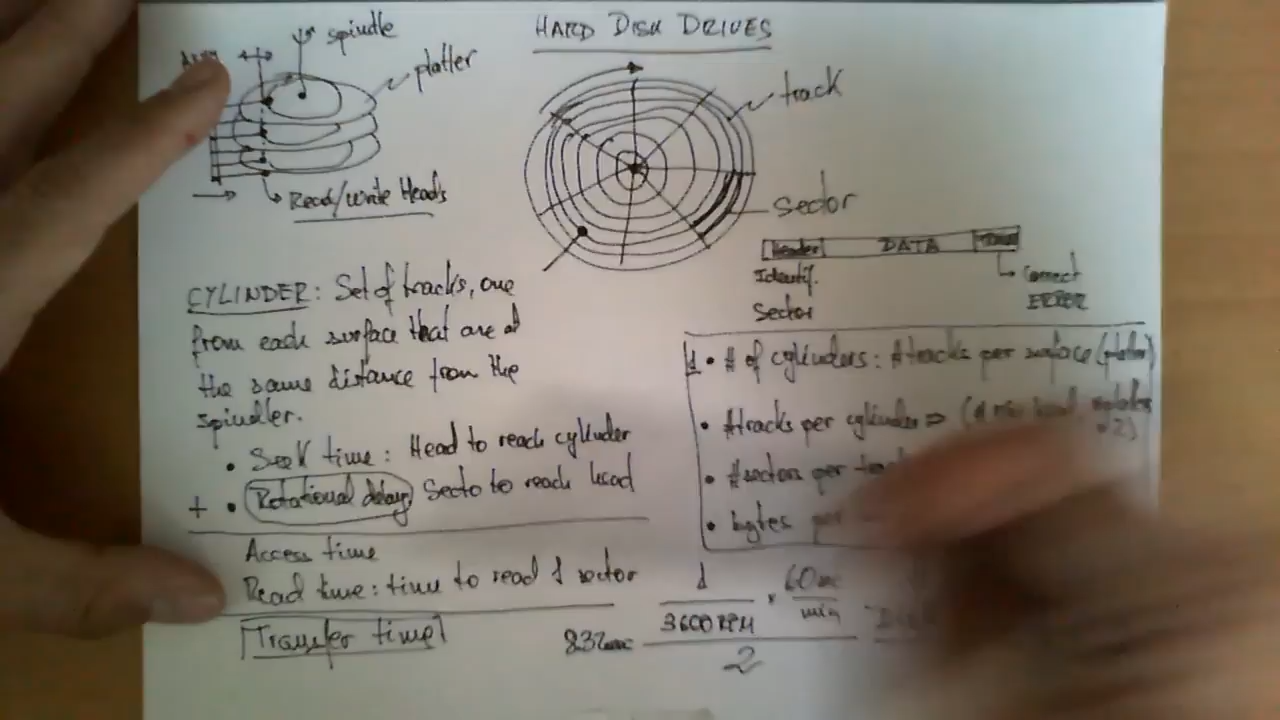 HARD DISK DRIVES
spindle
platter
Read/Write Heads
track
Sector
Header DATA
Identif.
Sector
Correct
ERROR
CYLINDER: Set of tracks, one
from each surface that are at
the same distance from the
spindler.
• Seek time: Head to reach cylinder
+ • Rotational delay Secto to reach head
Access time
Read time: time to read 1 sector
Transfer time
• # of cylinders: # tracks per surface (platter)
• # tracks per cylinder ⇒
• # sectors per
• bytes
1
3600 RPM
60
min
2